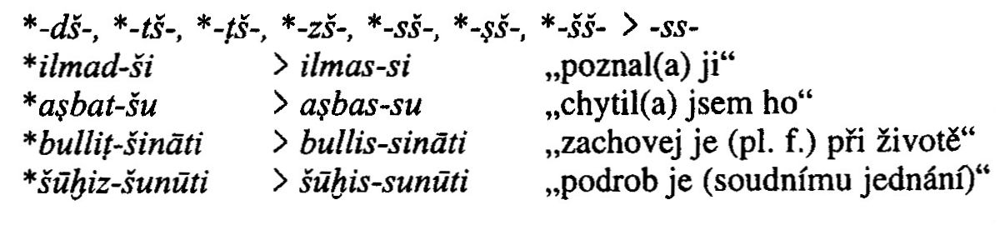 *-dš-, *-tš-, *-ṭš-, *-zš-, *-sš-, *-ṣš-, *-šš- > -ss-
*ilmad-ši > ilmas-si „poznal(a) ji“
*aṣbat-šu > aṣbas-su „chytil(a) jsem ho“
*bulliṭ-šināti > bullis-sināti „zachovej je (pl. f.) při životě“
*šūḫiz-šunūti > šūḫis-sunūti „podrob je (soudnímu jednání)“